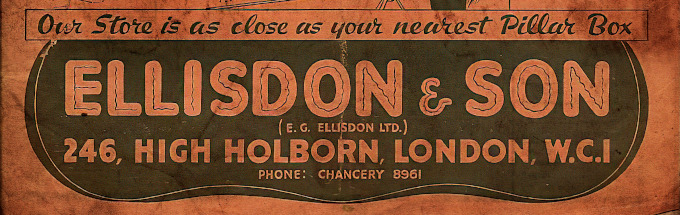 Our Store is as close as your nearest Pillar Box
ELLISDON & SON
(E. G. ELLISDON LTD.)
246, HIGH HOLBORN, LONDON, W.C.1
PHONE: CHANCERY 8961